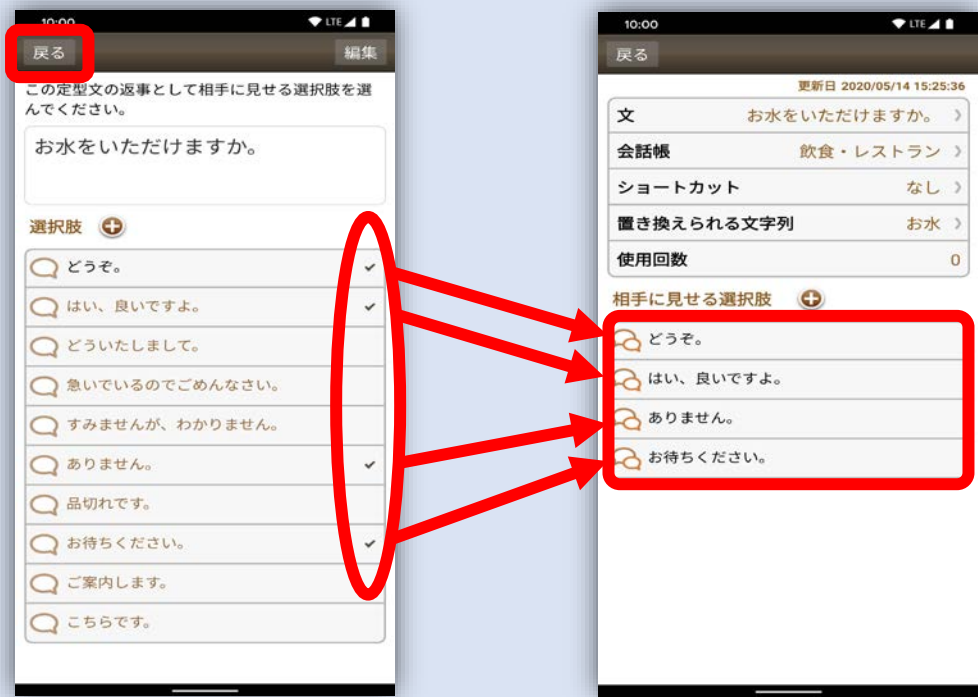 10:00 LTE
戻る 編集
この定型文の返事として相手に見せる選択肢を選
んでください。
お水をいただけますか。
選択肢
どうぞ。
はい、良いですよ。
どういたしまして。
急いでいるのでごめんなさい。
すみませんが、わかりません。
ありません。
品切れです。
お待ちください。
ご案内します。
こちらです。
10:00 LTE
戻る
更新日 2020/05/14 15:25:36
文 お水をいただけますか。
会話帳 飲食・レストラン
ショートカット なし
置き換えられる文字列 お水
使用回数 0
相手に見せる選択肢
どうぞ。
はい、良いですよ。
ありません。
お待ちください。